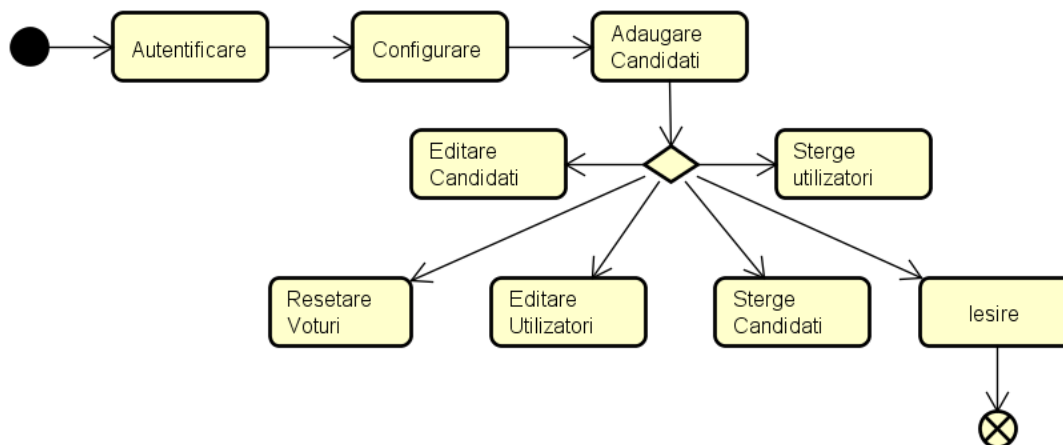 Autentificare
Configurare
Adaugare
Candidati
Editare
Candidati
Sterge
utilizatori
Resetare
Voturi
Editare
Utilizatori
Sterge
Candidati
Iesire